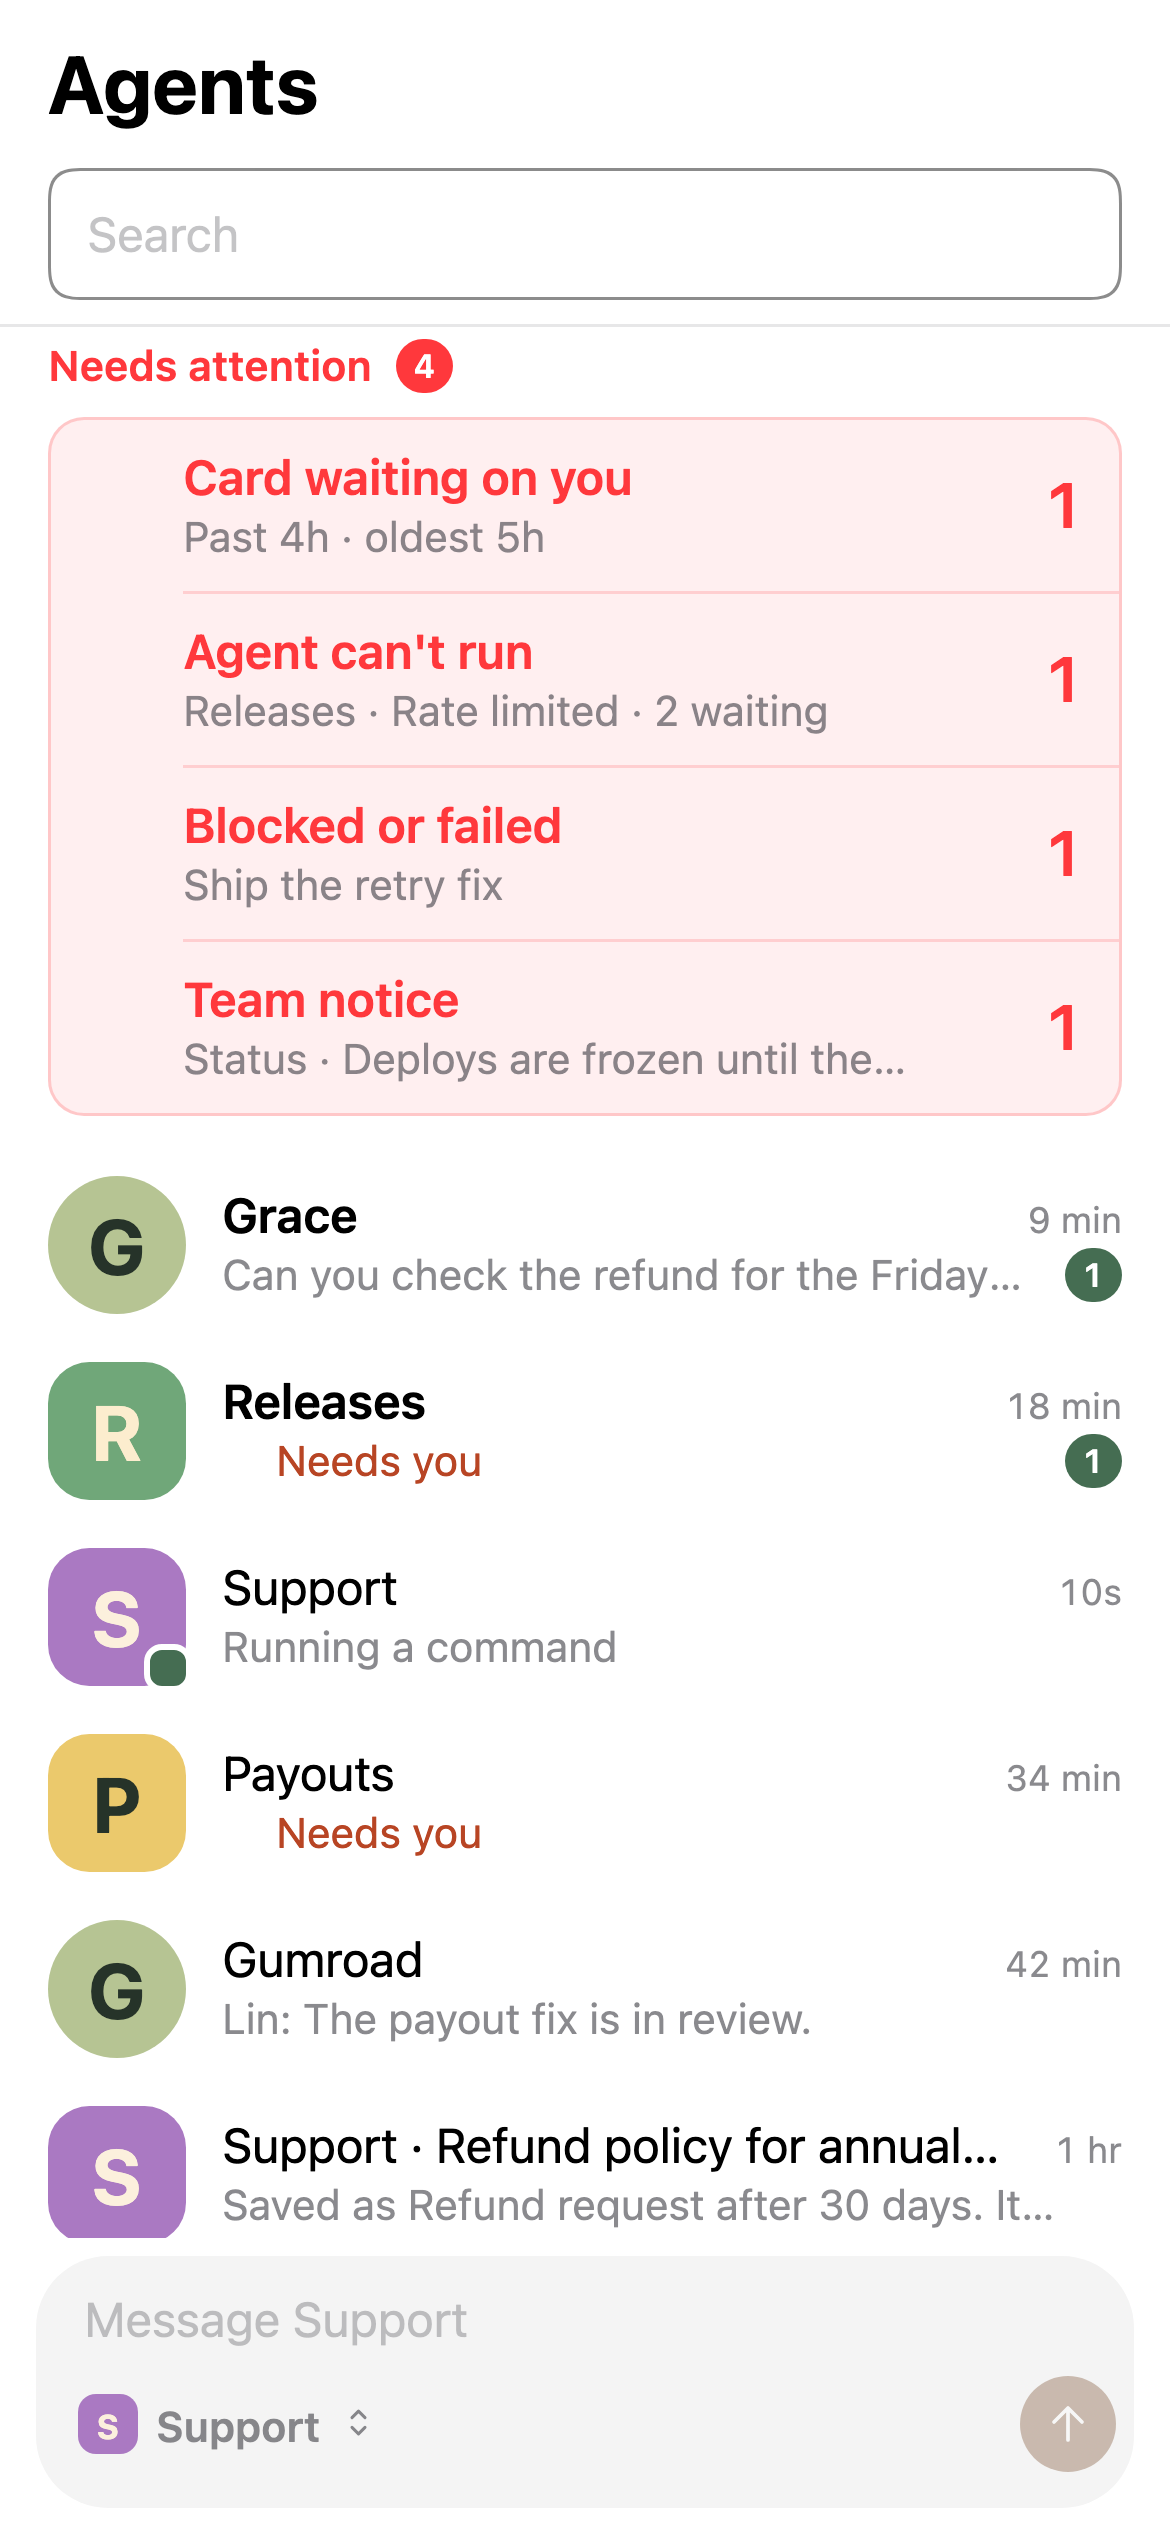 Agents
Search
Needs attention 4
Card waiting on you
Past 4h · oldest 5h
1
Agent can't run
Releases · Rate limited · 2 waiting
1
Blocked or failed
Ship the retry fix
1
Team notice
Status · Deploys are frozen until the...
1
G
Grace
9 min
Can you check the refund for the Friday...
1
R
Releases
18 min
Needs you
1
S
Support
10s
Running a command
P
Payouts
34 min
Needs you
G
Gumroad
42 min
Lin: The payout fix is in review.
S
Support · Refund policy for annual...
1 hr
Saved as Refund request after 30 days. It...
Message Support
S Support